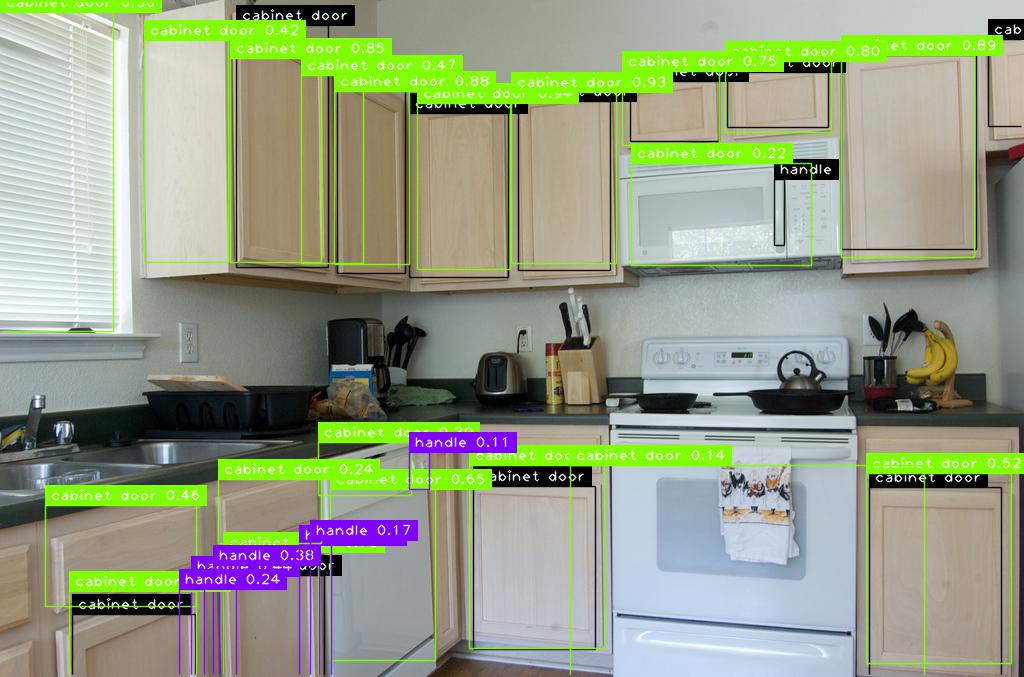 cabinet door
cab
cabinet door 0.42
cabinet door 0.85
cabinet door 0.47
cabinet door 0.88
cabinet door 0.94
cabinet door
cabinet door 0.93
cabinet door 0.75
cabinet door 0.80
0.89
cabinet door 0.22
handle
cabinet door
handle 0.11
cabinet door 0.24
0.65
cabinet door 0.14
cabinet door
cabinet door 0.52
cabinet door
cabinet door 0.46
handle 0.17
handle 0.38
handle 0.24
cabinet door
cabinet door